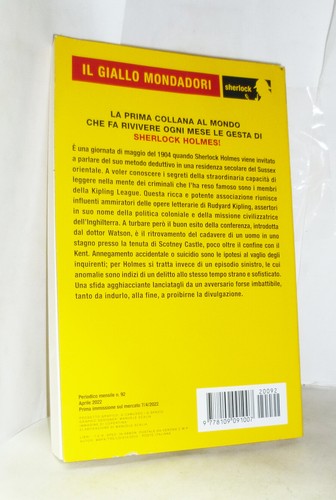 IL GIALLO MONDADORI
sherlock
LA PRIMA COLLANA AL MONDO
CHE FA RIVIVERE OGNI MESE LE GESTA DI
SHERLOCK HOLMES!
È una giornata di maggio del 1904 quando Sherlock Holmes viene invitato
a parlare del suo metodo deduttivo in una residenza secolare del Sussex
orientale. A voler conoscere i segreti della straordinaria capacità di
leggere nella mente dei criminali che l'ha reso famoso sono i membri
della Kipling League. Questa ricca e potente associazione riunisce
influenti ammiratori delle opere letterarie di Rudyard Kipling, assertori
in suo nome della politica coloniale e della missione civilizzatrice
dell'Inghilterra. A turbare però il buon esito della conferenza, introdotta
dal dottor Watson, è il ritrovamento del cadavere di un uomo in uno
stagno presso la tenuta di Scotney Castle, poco oltre il confine con il
Kent. Annegamento accidentale o suicidio sono le ipotesi al vaglio degli
inquirenti; per Holmes si tratta invece di un episodio sinistro, le cui
anomalie sono indizi di un delitto allo stesso tempo strano e sofisticato.
Una sfida agghiacciante lanciatagli da un avversario forse imbattibile,
tanto da indurlo, alla fine, a proibirne la divulgazione.
Periodico mensile n. 92
Aprile 2022
Prima immissione sul mercato 7/4/2022
20092
9 778109 091007